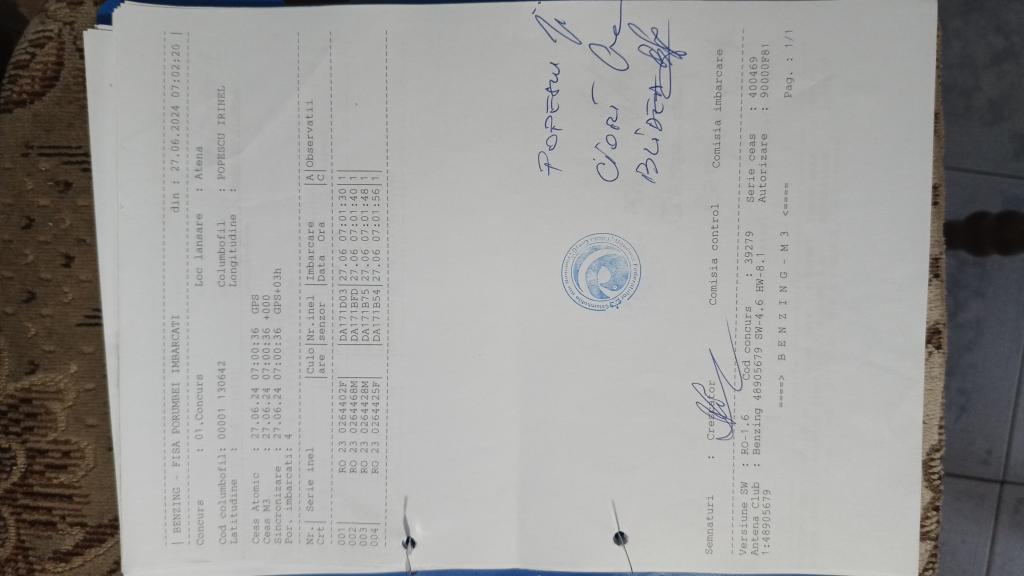 | BENZING - FISA PORUMBEI IMBARCATI din : 27.06.2024 07:02:20 |
Concurs : 01.Concurs Loc lansare : Atena
Cod columbofil: 00001 130642 Columbofil : POPESCU IRINEL
Latitudine : Longitudine :
Ceas Atomic : 27.06.24 07:00:36 GPS
Ceas M3 : 27.06.24 07:00:36 +000
Sincronizare : 27.06.24 07:00:36 GPS+03h
Por. imbarcati: 4
Nr.| Serie inel |Culo|Nr.inel |Imbarcare |A|Observatii
Crt| |are |senzor |Data Ora |C|
001| RO 23 0264402F |DA171D03|27.06 07:01:30|1|
002| RO 23 0264468M |DA171BFD|27.06 07:01:40|1|
003| RO 23 0264428M |DA171B75|27.06 07:01:48|1|
004| RO 23 0264425F |DA171B54|27.06 07:01:56|1|
POPESCU I
CIORI
BLIDEA
Semnaturi : Crescator Comisia control Comisia imbarcare
Versiune SW : RO-1.6 Cod concurs : 39279 Serie ceas : 400469
Antena Club : Benzing 48905679 SW-4.6 HW-8.1 Autorizare : 90000F81
1:48905679
====> B E N Z I N G - M 3 <==== Pag. : 1/1